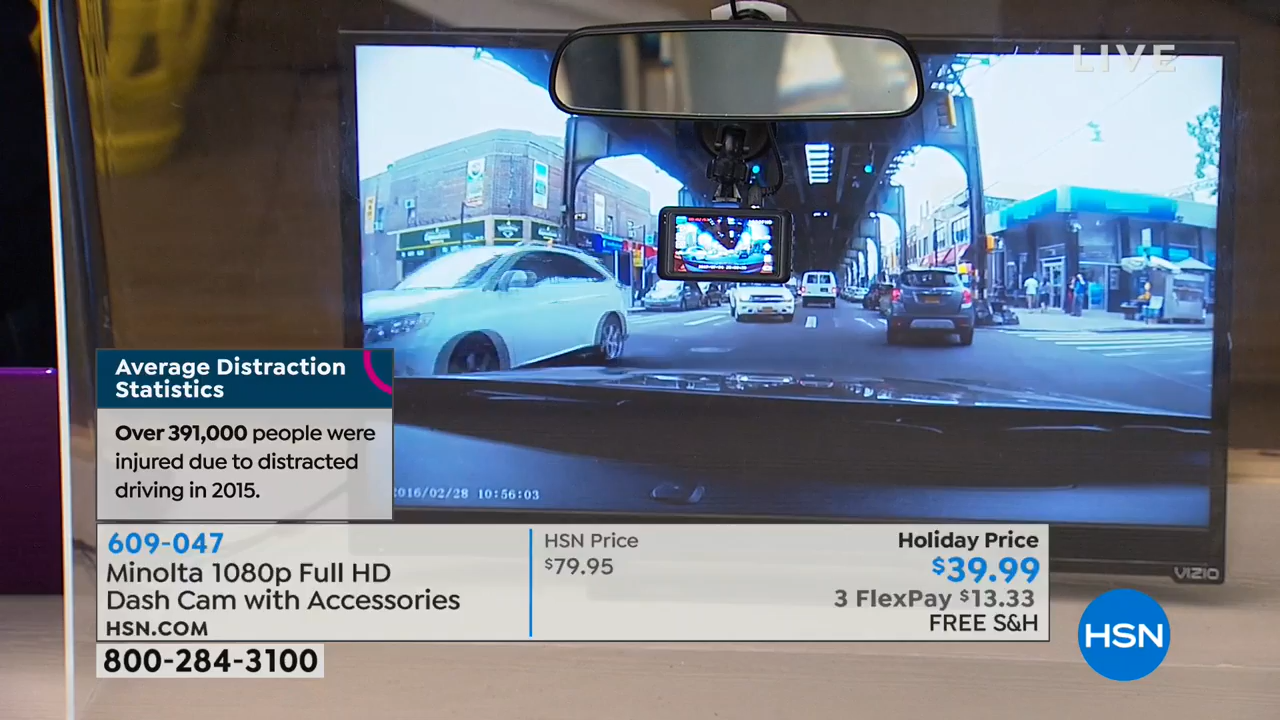 LIVE
Average Distraction
Statistics
Over 391,000 people were
injured due to distracted
driving in 2015.
2016/02/28 10:56:03
609-047
Minolta 1080p Full HD
Dash Cam with Accessories
HSN.COM
800-284-3100
HSN Price
$79.95
Holiday Price
$39.99
3 FlexPay $13.33
FREE S&H
VIZIO
HSN